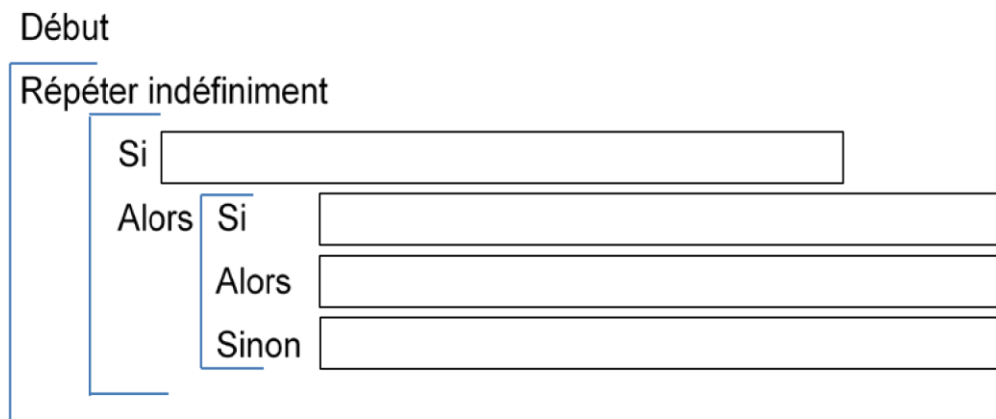 Début
Répéter indéfiniment
Si
Alors Si
Alors
Sinon